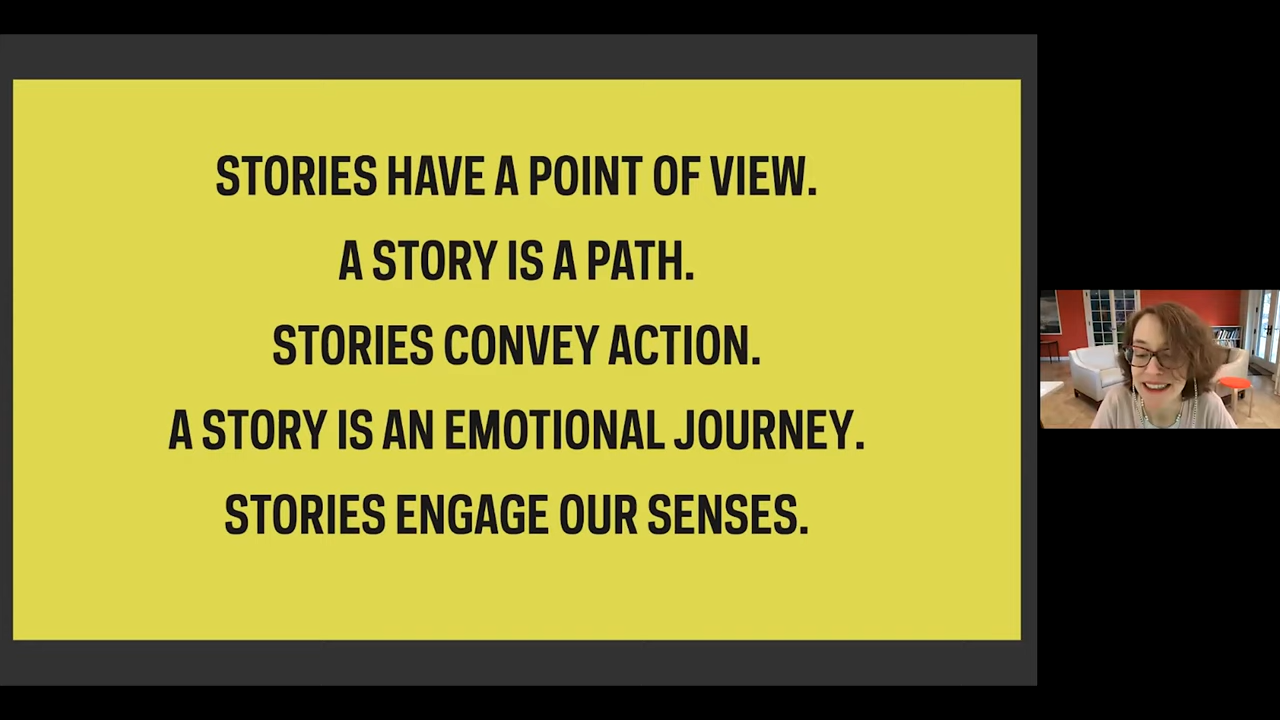 STORIES HAVE A POINT OF VIEW.
A STORY IS A PATH.
STORIES CONVEY ACTION.
A STORY IS AN EMOTIONAL JOURNEY.
STORIES ENGAGE OUR SENSES.